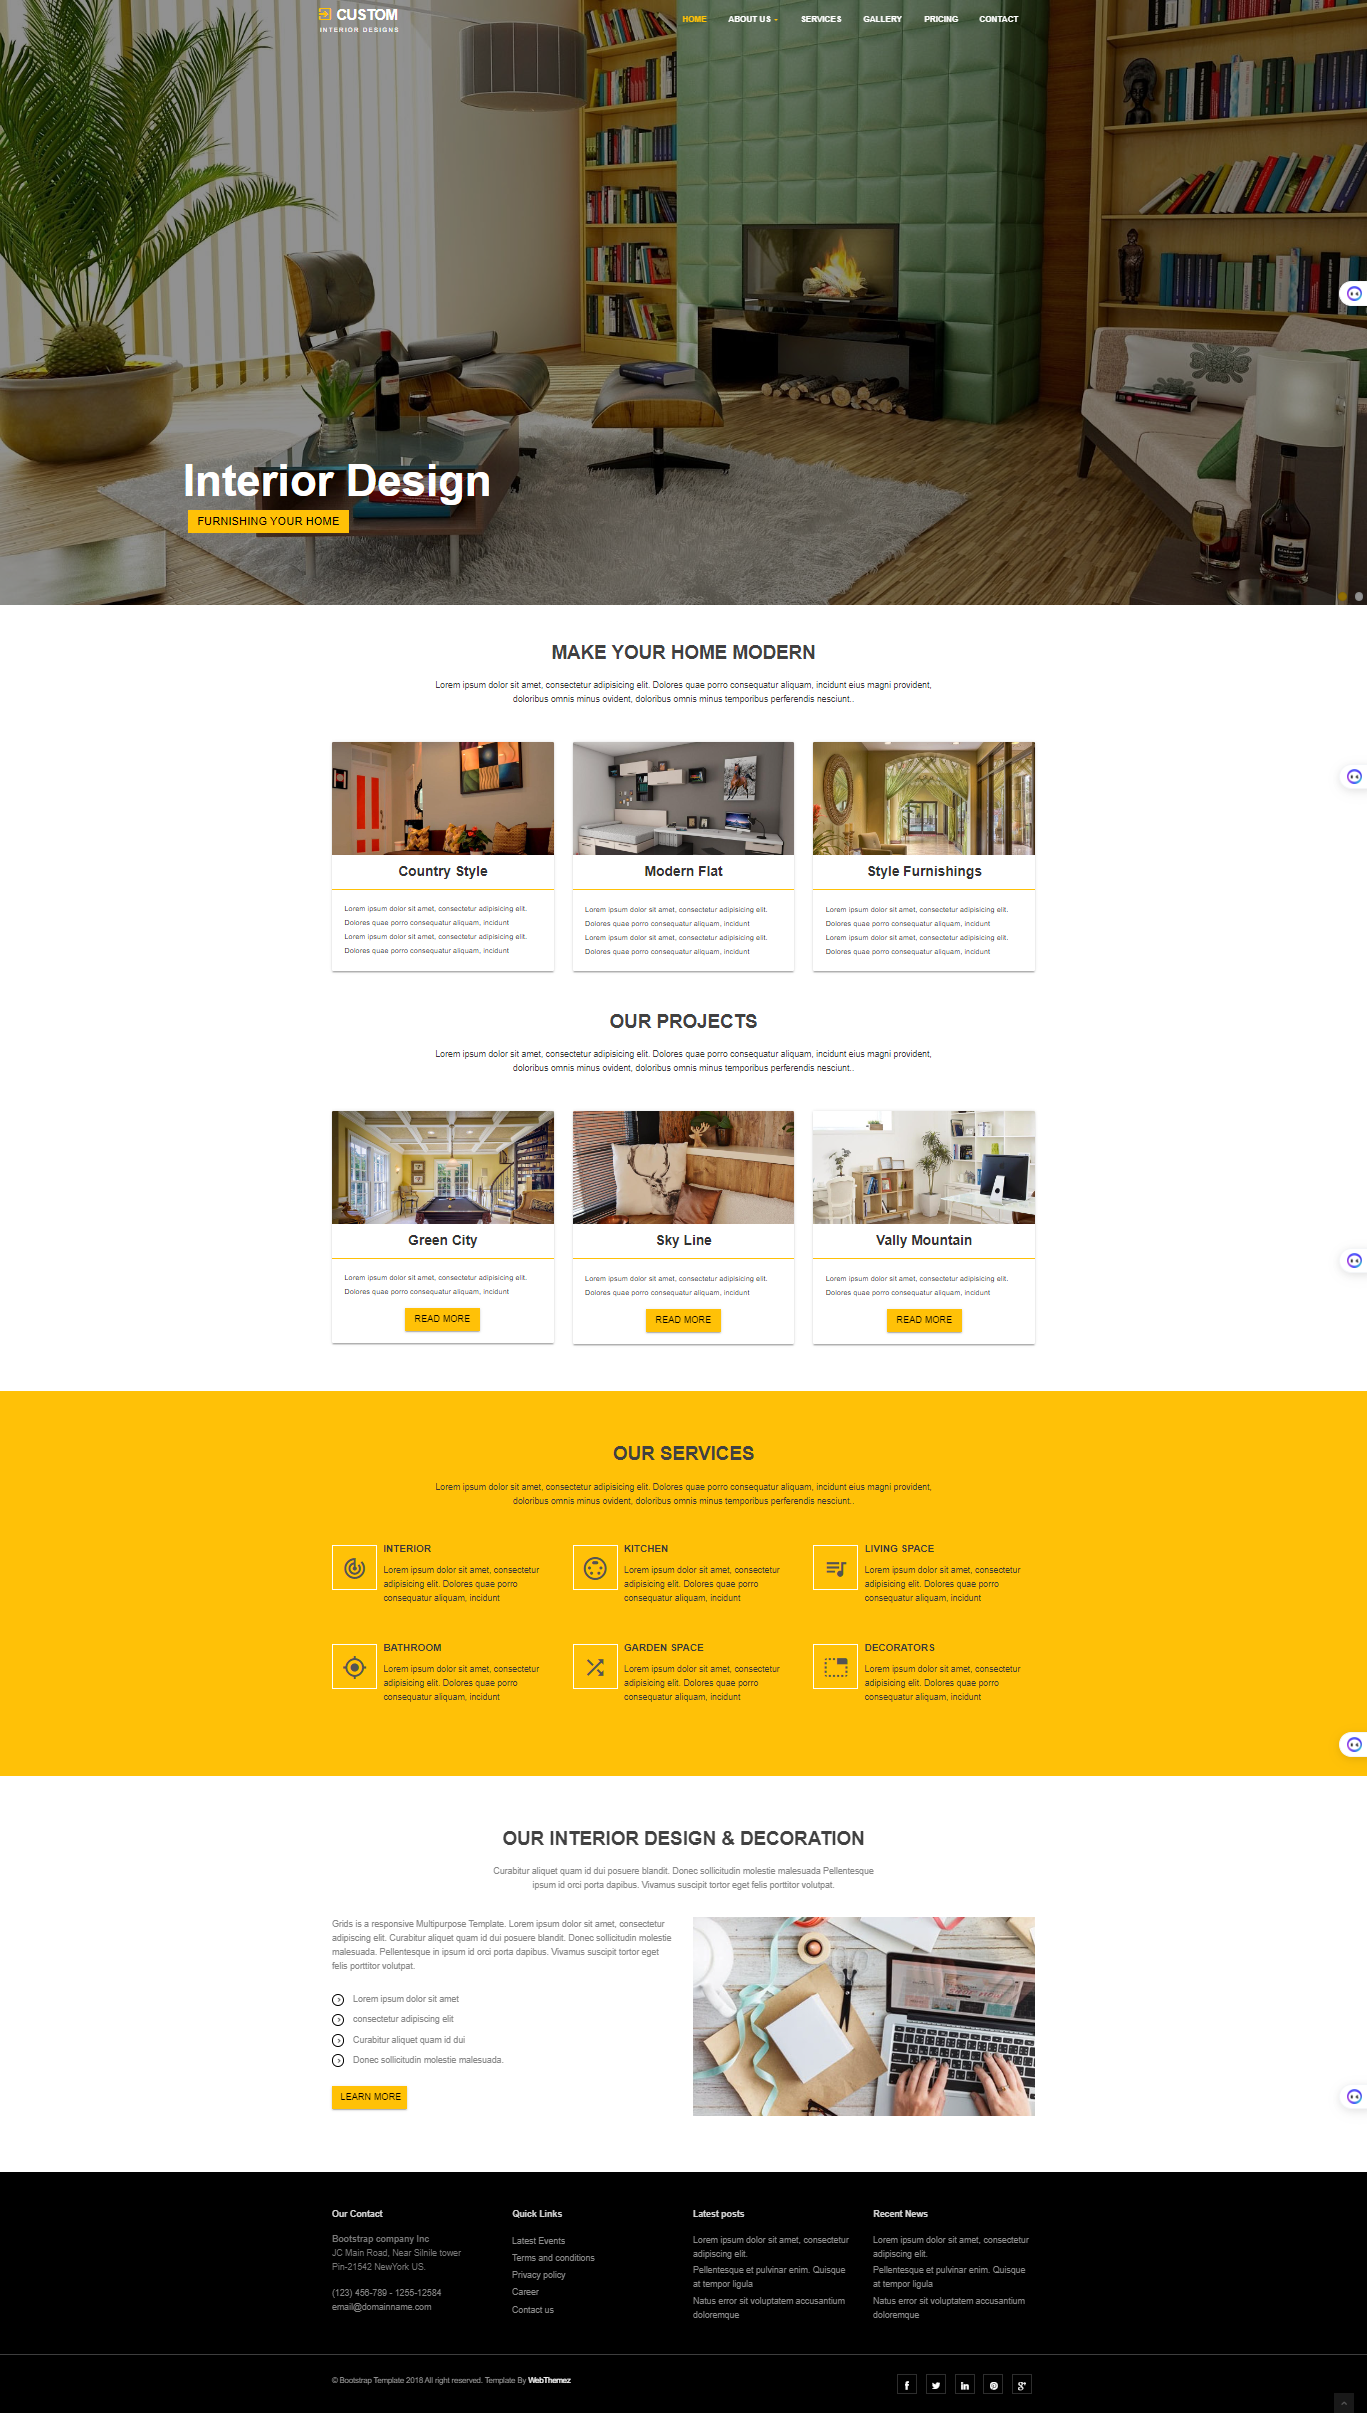 CUSTOM
INTERIOR DESIGNS
HOME ABOUT US SERVICES GALLERY PRICING CONTACT
Interior Design
FURNISHING YOUR HOME
MAKE YOUR HOME MODERN
Lorem ipsum dolor sit amet, consectetur adipisicing elit. Dolores quae porro consequatur aliquam, incidunt eius magni provident,
doloribus omnis minus ovident, doloribus omnis minus temporibus perferendis nesciunt..
Country Style
Lorem ipsum dolor sit amet, consectetur adipisicing elit.
Dolores quae porro consequatur aliquam, incidunt
Lorem ipsum dolor sit amet, consectetur adipisicing elit.
Dolores quae porro consequatur aliquam, incidunt
Modern Flat
Lorem ipsum dolor sit amet, consectetur adipisicing elit.
Dolores quae porro consequatur aliquam, incidunt
Lorem ipsum dolor sit amet, consectetur adipisicing elit.
Dolores quae porro consequatur aliquam, incidunt
Style Furnishings
Lorem ipsum dolor sit amet, consectetur adipisicing elit.
Dolores quae porro consequatur aliquam, incidunt
Lorem ipsum dolor sit amet, consectetur adipisicing elit.
Dolores quae porro consequatur aliquam, incidunt
OUR PROJECTS
Lorem ipsum dolor sit amet, consectetur adipisicing elit. Dolores quae porro consequatur aliquam, incidunt eius magni provident,
doloribus omnis minus ovident, doloribus omnis minus temporibus perferendis nesciunt..
Green City
Lorem ipsum dolor sit amet, consectetur adipisicing elit.
Dolores quae porro consequatur aliquam, incidunt
READ MORE
Sky Line
Lorem ipsum dolor sit amet, consectetur adipisicing elit.
Dolores quae porro consequatur aliquam, incidunt
READ MORE
Vally Mountain
Lorem ipsum dolor sit amet, consectetur adipisicing elit.
Dolores quae porro consequatur aliquam, incidunt
READ MORE
OUR SERVICES
Lorem ipsum dolor sit amet, consectetur adipisicing elit. Dolores quae porro consequatur aliquam, incidunt eius magni provident,
doloribus omnis minus ovident, doloribus omnis minus temporibus perferendis nesciunt..
INTERIOR
Lorem ipsum dolor sit amet, consectetur
adipisicing elit. Dolores quae porro
consequatur aliquam, incidunt
KITCHEN
Lorem ipsum dolor sit amet, consectetur
adipisicing elit. Dolores quae porro
consequatur aliquam, incidunt
LIVING SPACE
Lorem ipsum dolor sit amet, consectetur
adipisicing elit. Dolores quae porro
consequatur aliquam, incidunt
BATHROOM
Lorem ipsum dolor sit amet, consectetur
adipisicing elit. Dolores quae porro
consequatur aliquam, incidunt
GARDEN SPACE
Lorem ipsum dolor sit amet, consectetur
adipisicing elit. Dolores quae porro
consequatur aliquam, incidunt
DECORATORS
Lorem ipsum dolor sit amet, consectetur
adipisicing elit. Dolores quae porro
consequatur aliquam, incidunt
OUR INTERIOR DESIGN & DECORATION
Curabitur aliquet quam id dui posuere blandit. Donec sollicitudin molestie malesuada Pellentesque
ipsum id orci porta dapibus. Vivamus suscipit tortor eget felis porttitor volutpat.
Grids is a responsive Multipurpose Template. Lorem ipsum dolor sit amet, consectetur
adipiscing elit. Curabitur aliquet quam id dui posuere blandit. Donec sollicitudin molestie
malesuada. Pellentesque in ipsum id orci porta dapibus. Vivamus suscipit tortor eget
felis porttitor volutpat.
Lorem ipsum dolor sit amet
consectetur adipiscing elit
Curabitur aliquet quam id dui
Donec sollicitudin molestie malesuada.
LEARN MORE
Our Contact
Bootstrap company Inc
JC Main Road, Near Silnile tower
Pin-21542 NewYork US.
(123) 456-789 - 1255-12584
email@domainname.com
Quick Links
Latest Events
Terms and conditions
Privacy policy
Career
Contact us
Latest posts
Lorem ipsum dolor sit amet, consectetur
adipiscing elit.
Pellentesque et pulvinar enim. Quisque
at tempor ligula
Natus error sit voluptatem accusantium
doloremque
Recent News
Lorem ipsum dolor sit amet, consectetur
adipiscing elit.
Pellentesque et pulvinar enim. Quisque
at tempor ligula
Natus error sit voluptatem accusantium
doloremque
© Bootstrap Template 2018 All right reserved. Template By WebThemez